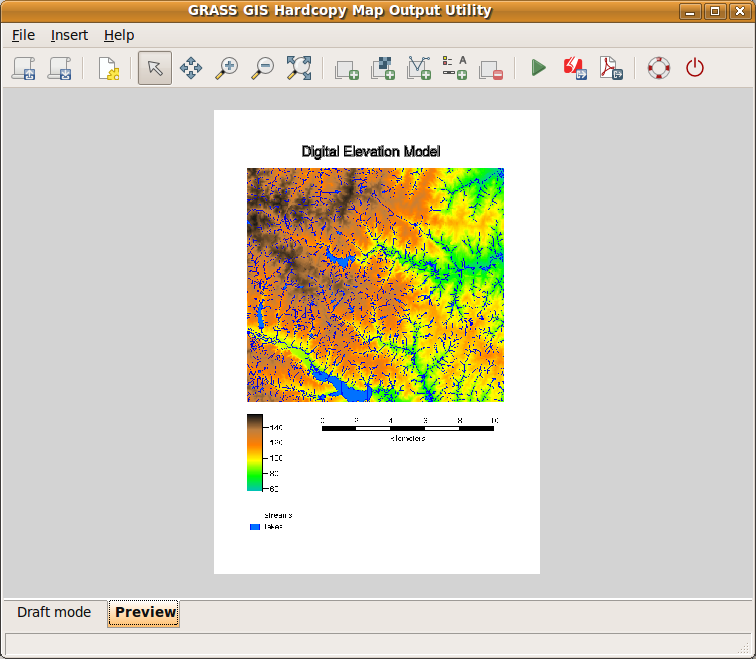 GRASS GIS Hardcopy Map Output Utility
File Insert Help
Digital Elevation Model
0 2 4 6 8 10
kilometers
140
120
100
80
60
streams
lakes
Draft mode Preview